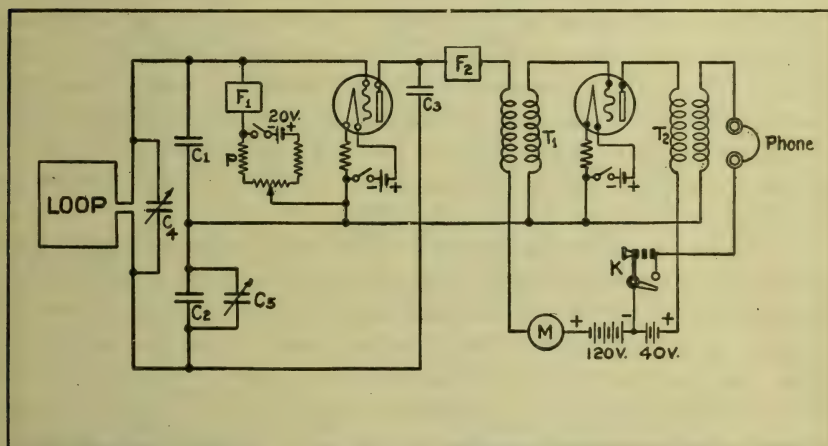 F₁
20V.
- +
P
C₁
LOOP
C₄
C₂
C₅
- +
C₃
F₂
T₁
- +
T₂
Phone
K
M
+ - +
120V. 40V.